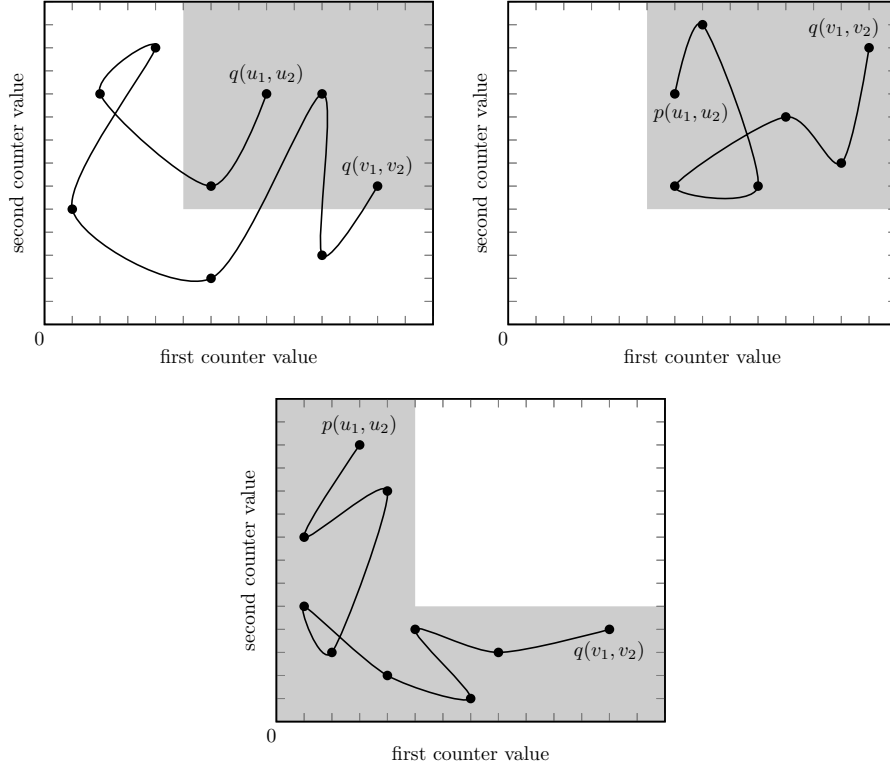 second counter value
q(u₁, u₂)
q(v₁, v₂)
0
first counter value
second counter value
q(v₁, v₂)
p(u₁, u₂)
0
first counter value
second counter value
p(u₁, u₂)
q(v₁, v₂)
0
first counter value